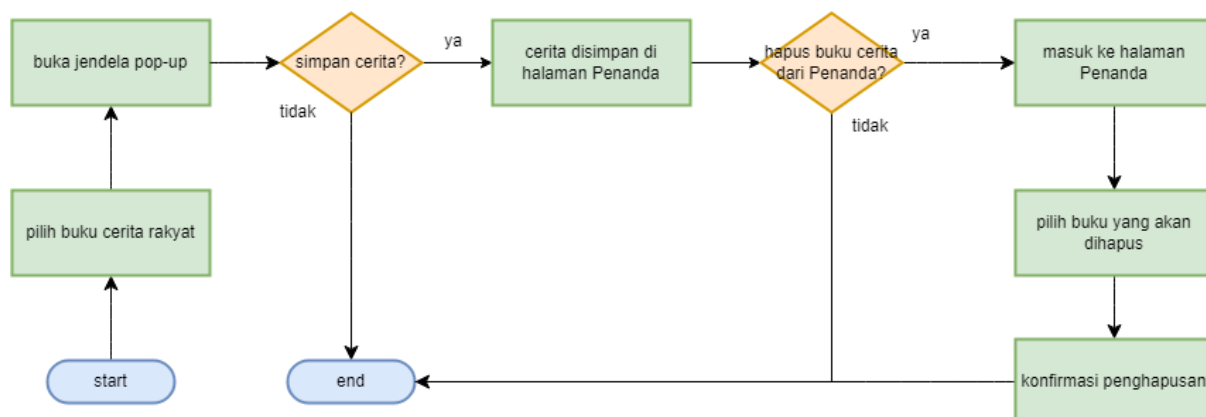 buka jendela pop-up
simpan cerita?
ya
tidak
cerita disimpan di
halaman Penanda
hapus buku cerita
dari Penanda?
ya
tidak
masuk ke halaman
Penanda
pilih buku cerita rakyat
pilih buku yang akan
dihapus
start
end
konfirmasi penghapusan